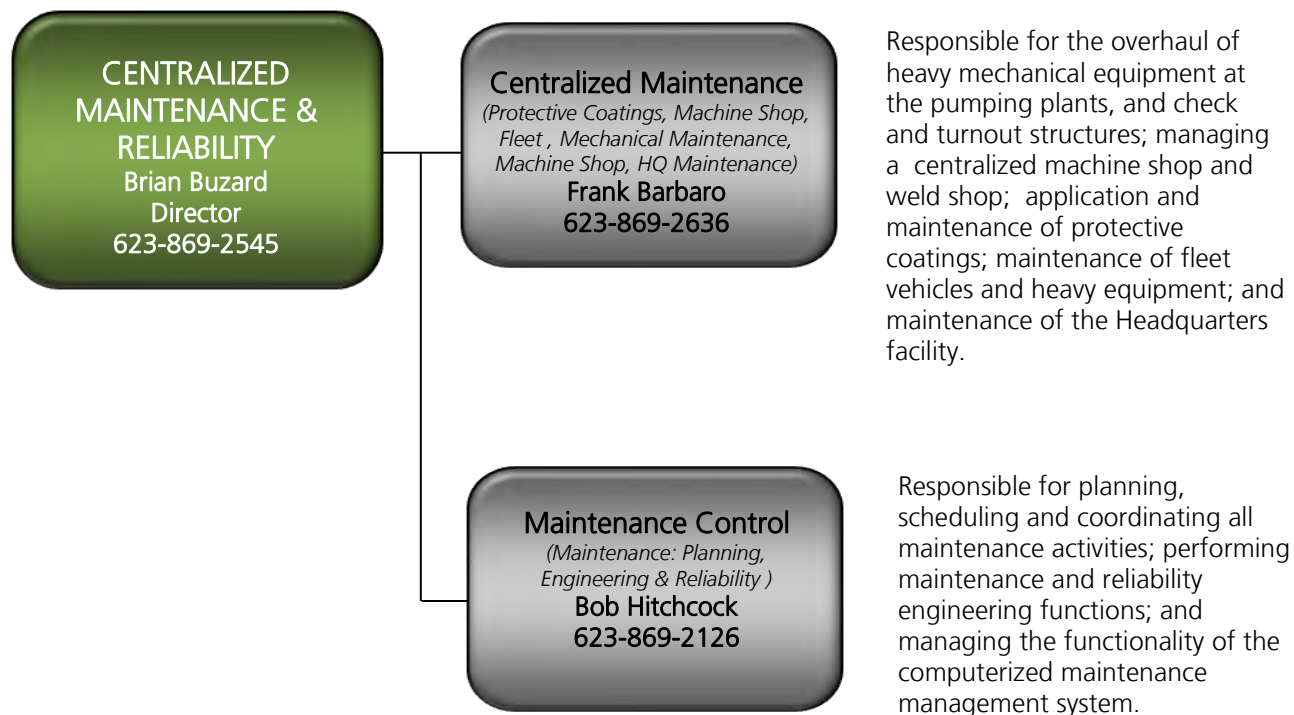 CENTRALIZED
MAINTENANCE &
RELIABILITY
Brian Buzard
Director
623-869-2545
Centralized Maintenance
(Protective Coatings, Machine Shop,
Fleet , Mechanical Maintenance,
Machine Shop, HQ Maintenance)
Frank Barbaro
623-869-2636
Responsible for the overhaul of
heavy mechanical equipment at
the pumping plants, and check
and turnout structures; managing
a  centralized machine shop and
weld shop;  application and
maintenance of protective
coatings; maintenance of fleet
vehicles and heavy equipment; and
maintenance of the Headquarters
facility.
Maintenance Control
(Maintenance: Planning,
Engineering & Reliability )
Bob Hitchcock
623-869-2126
Responsible for planning,
scheduling and coordinating all
maintenance activities; performing
maintenance and reliability
engineering functions; and
managing the functionality of the
computerized maintenance
management system.